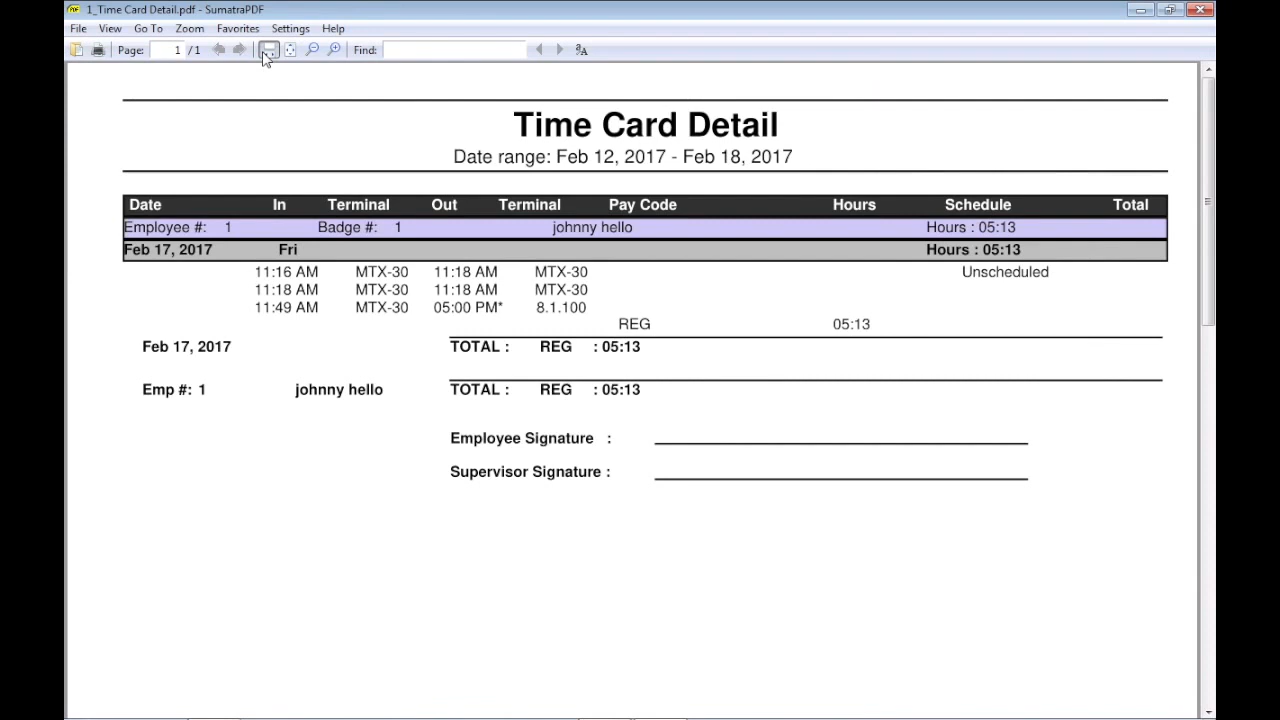 1_Time Card Detail.pdf - SumatraPDF
File View Go To Zoom Favorites Settings Help
Page: 1 / 1 Find:
Time Card Detail
Date range: Feb 12, 2017 - Feb 18, 2017
Date In Terminal Out Terminal Pay Code Hours Schedule Total
Employee #: 1 Badge #: 1 johnny hello Hours : 05:13
Feb 17, 2017 Fri Hours : 05:13
11:16 AM MTX-30 11:18 AM MTX-30 Unscheduled
11:18 AM MTX-30 11:18 AM MTX-30
11:49 AM MTX-30 05:00 PM* 8.1.100
REG 05:13
Feb 17, 2017 TOTAL : REG : 05:13
Emp #: 1 johnny hello TOTAL : REG : 05:13
Employee Signature :
Supervisor Signature :